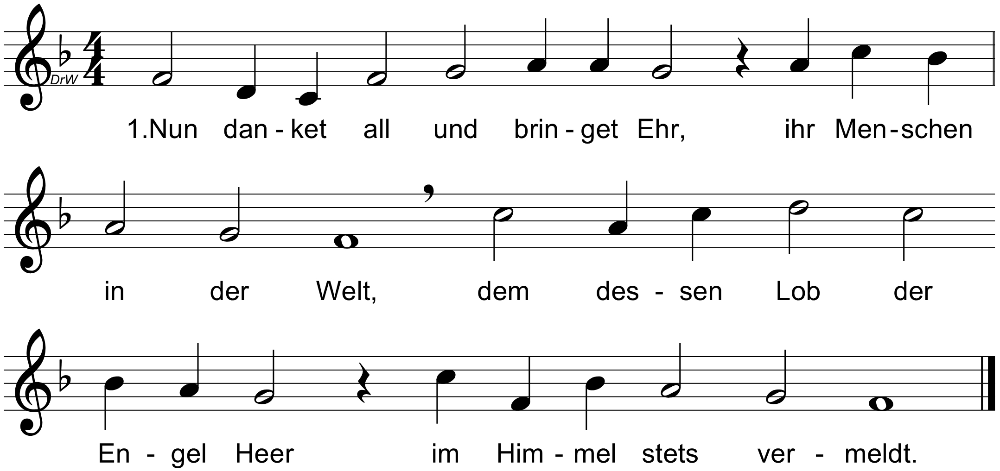 DrW
1.Nun dan - ket all und brin - get Ehr, ihr Men - schen
in der Welt, dem des - sen Lob der
En - gel Heer im Him - mel stets ver - meldt.